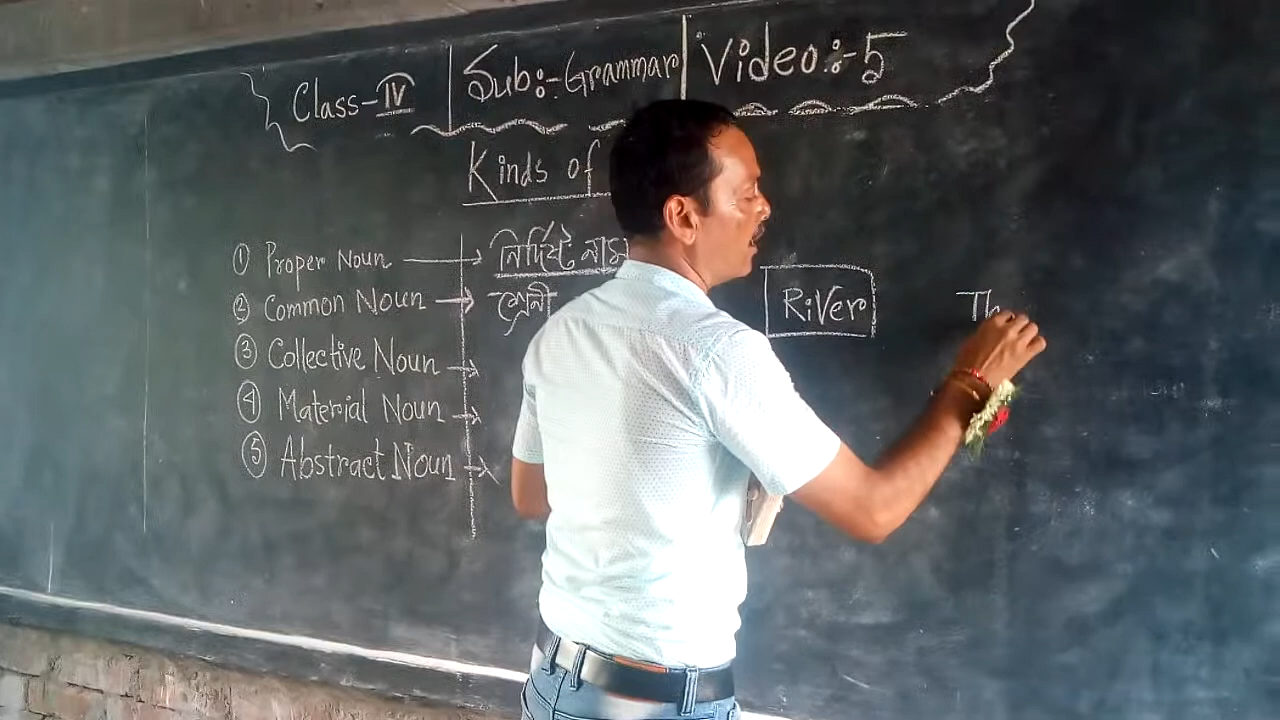 Class-IV | Sub:-Grammar | Video:-5
Kinds of
① Proper Noun → নির্দিষ্ট নাম
② Common Noun → শ্রেনী
③ Collective Noun →
④ Material Noun →
⑤ Abstract Noun →
River
Th